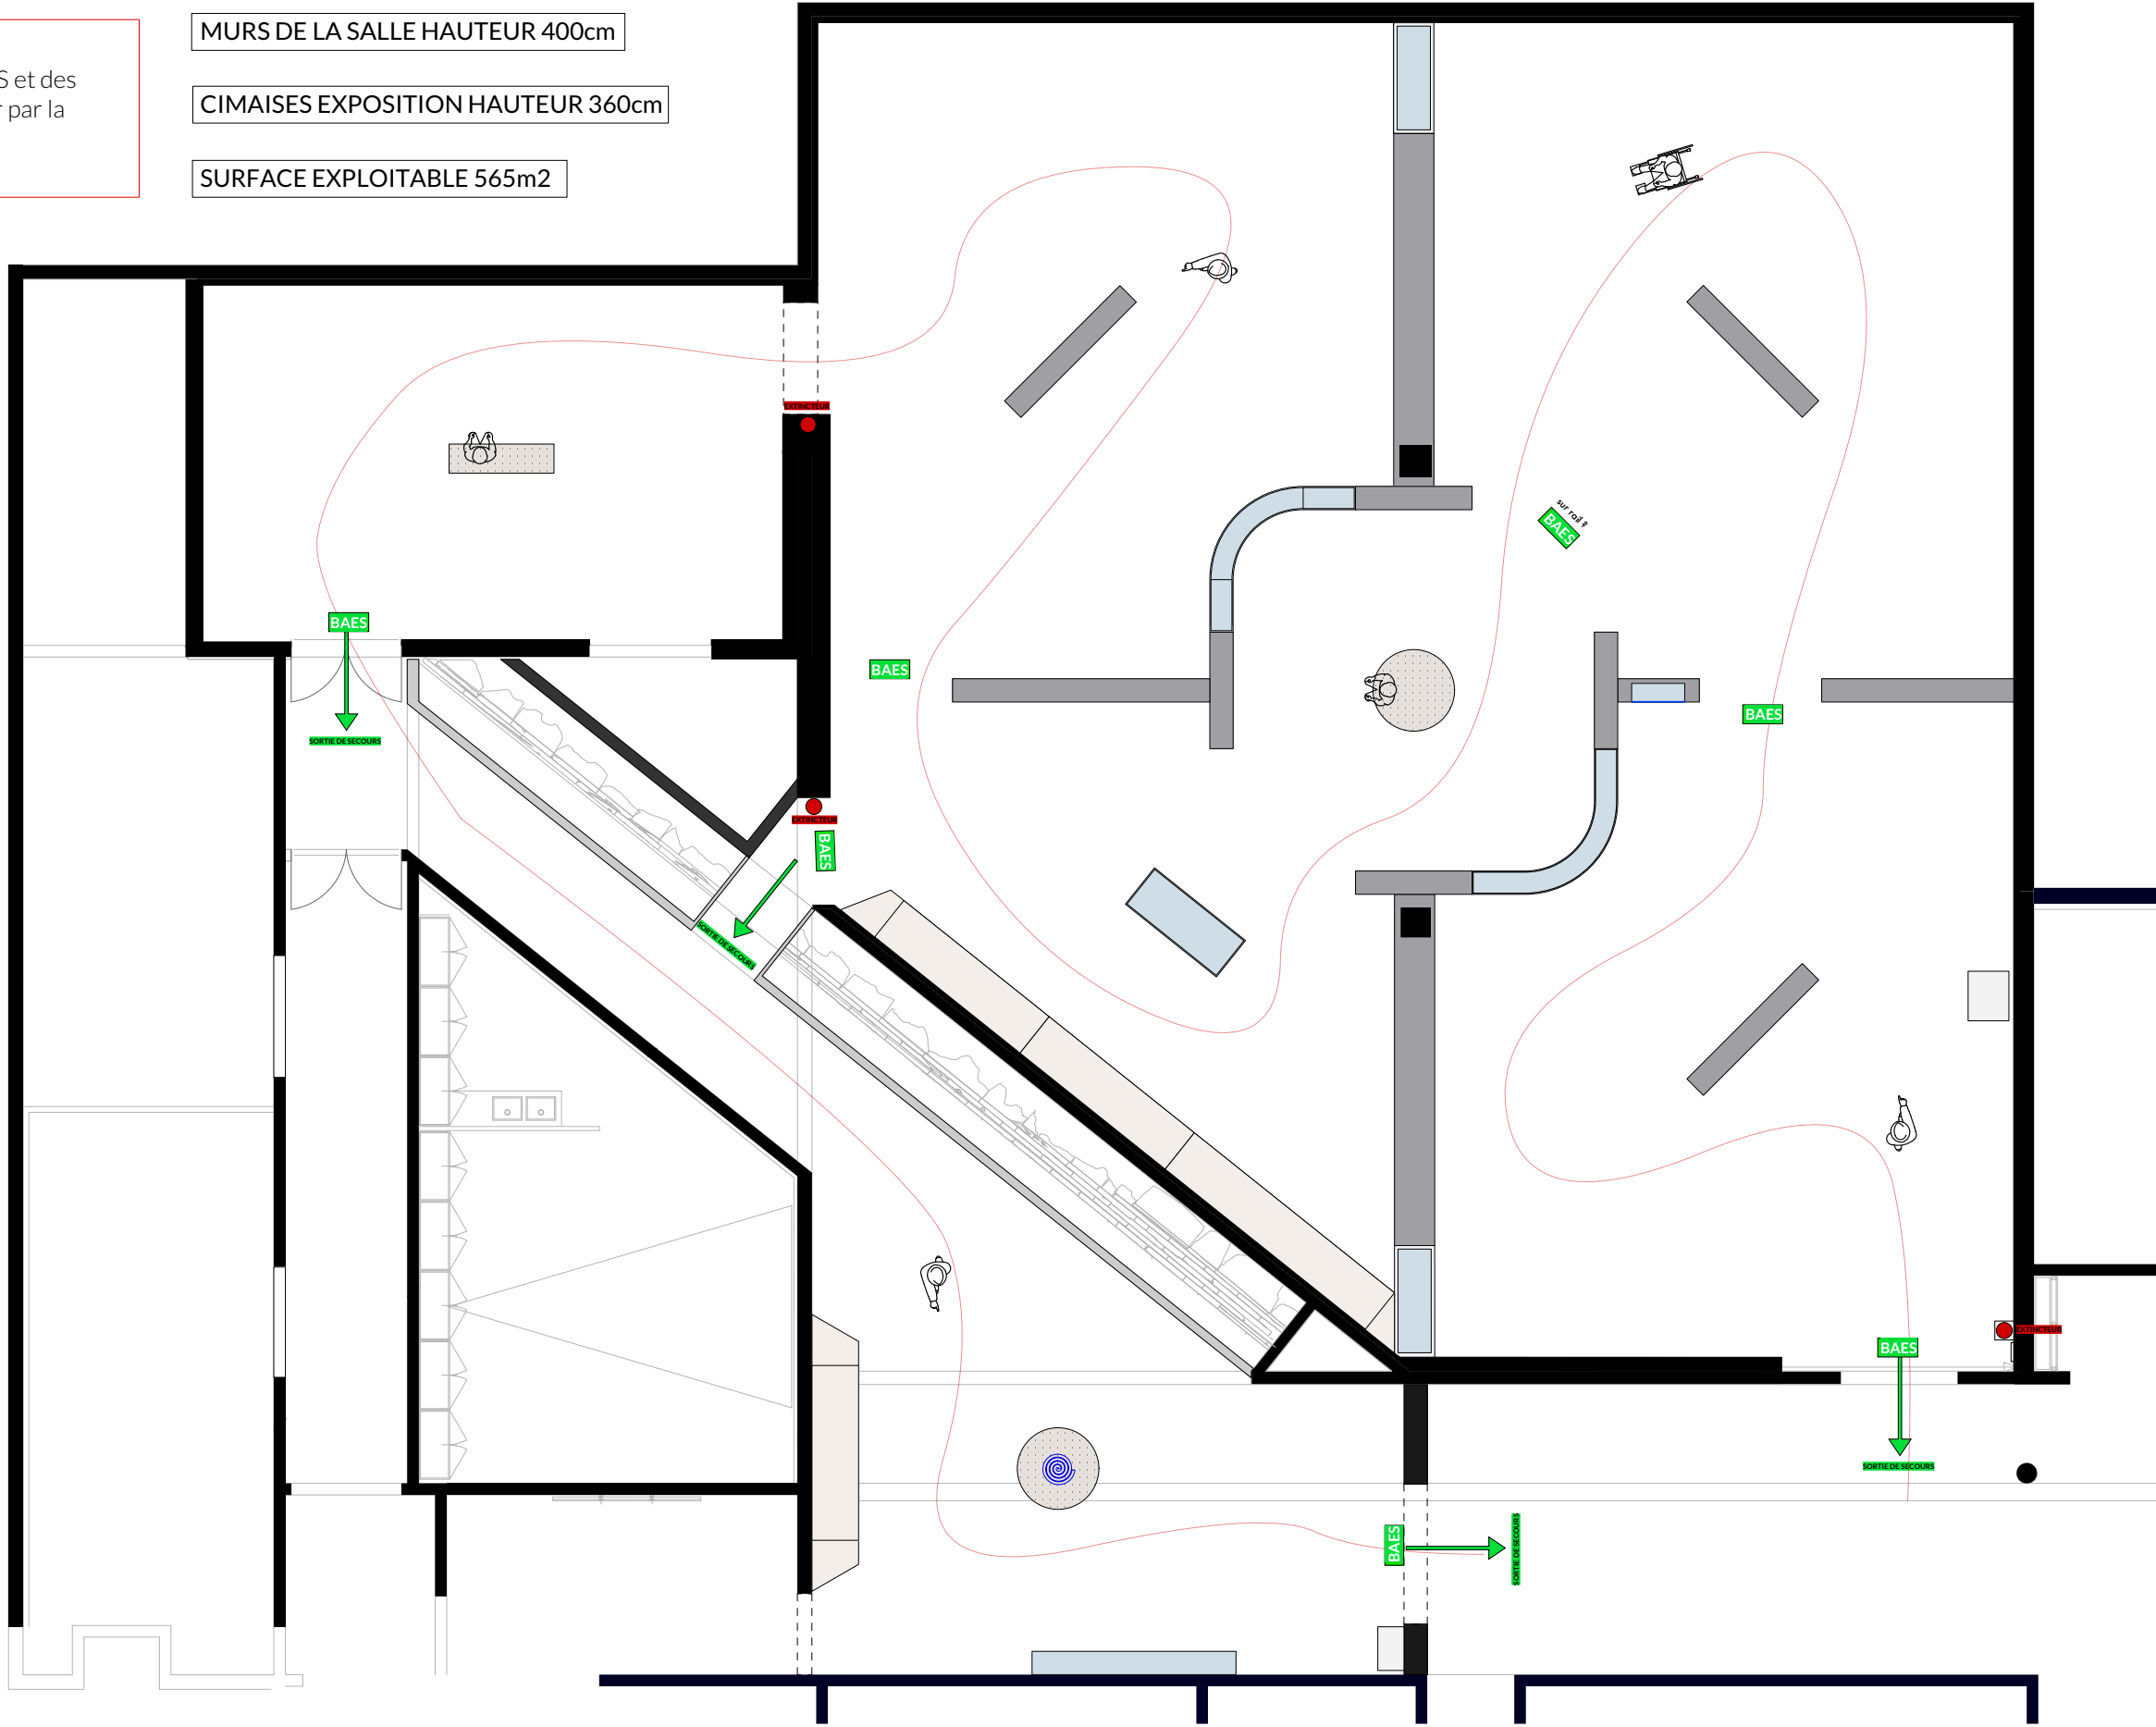 S et des
r par la
MURS DE LA SALLE HAUTEUR 400cm
CIMAISES EXPOSITION HAUTEUR 360cm
SURFACE EXPLOITABLE 565m2
EXTINCTEUR
sur rail ?
BAES
BAES
SORTIE DE SECOURS
BAES
BAES
EXTINCTEUR
BAES
SORTIE DE SECOURS
EXTINCTEUR
BAES
SORTIE DE SECOURS
BAES
SORTIE DE SECOURS